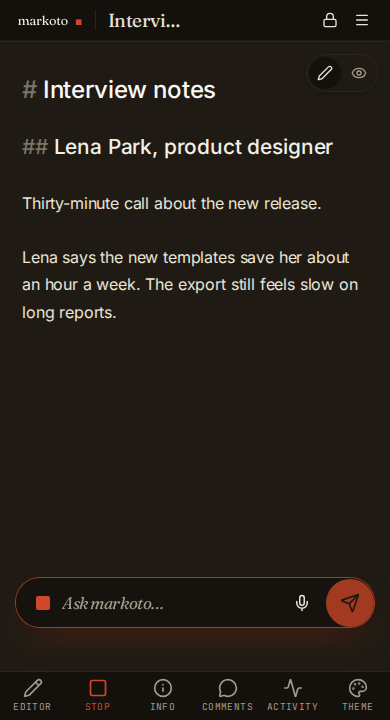 markoto
Intervi...
# Interview notes
## Lena Park, product designer
Thirty-minute call about the new release.
Lena says the new templates save her about
an hour a week. The export still feels slow on
long reports.
Ask markoto...
EDITOR
STOP
INFO
COMMENTS
ACTIVITY
THEME